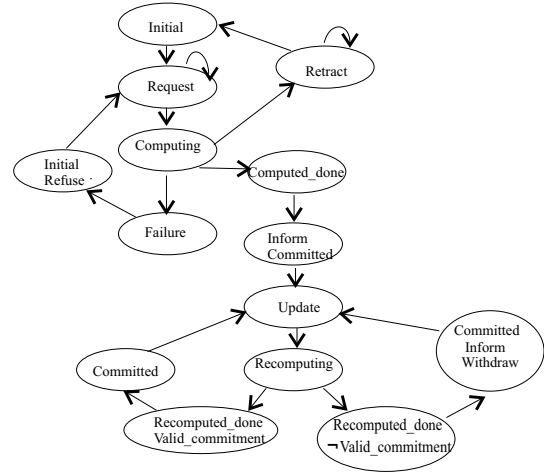 Initial
Request
Retract
Computing
Initial
Refuse
Computed_done
Failure
Inform
Committed
Update
Committed
Inform
Withdraw
Recomputing
Committed
Recomputed_done
Valid_commitment
Recomputed_done
¬Valid_commitment